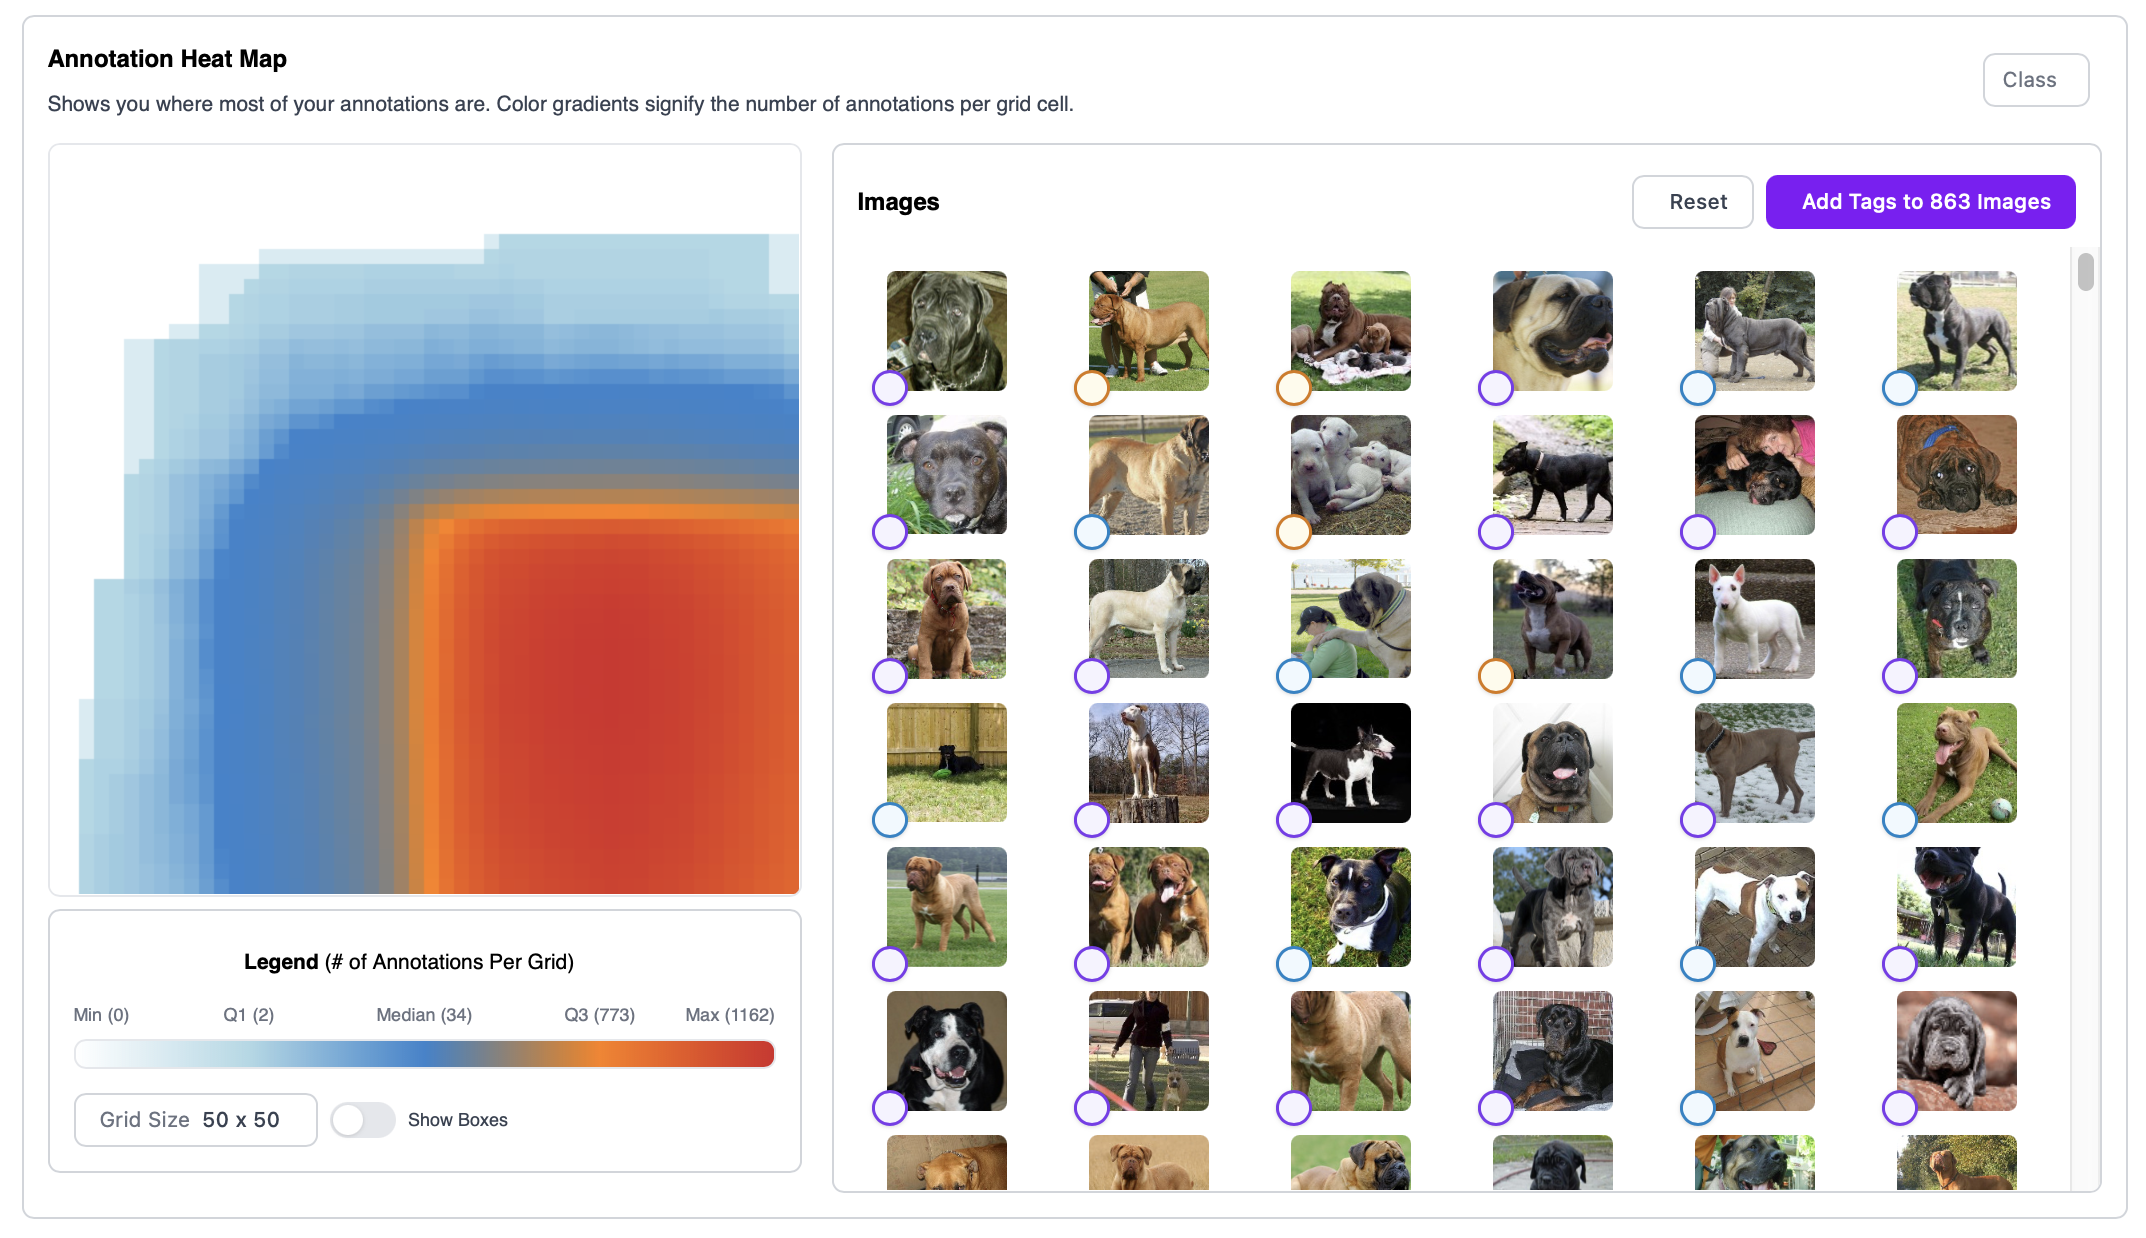 Annotation Heat Map
Shows you where most of your annotations are. Color gradients signify the number of annotations per grid cell.
Class
Images
Reset
Add Tags to 863 Images
Legend (# of Annotations Per Grid)
Min (0) Q1 (2) Median (34) Q3 (773) Max (1162)
Grid Size 50 x 50
Show Boxes